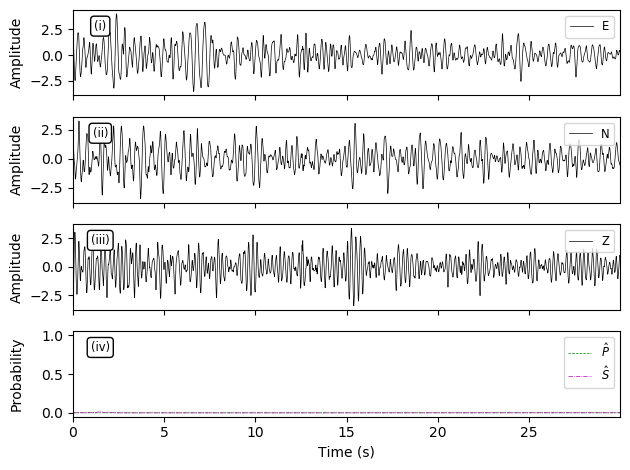 Amplitude
2.5
0.0
−2.5
(i)
E
Amplitude
2.5
0.0
−2.5
(ii)
N
Amplitude
2.5
0.0
−2.5
(iii)
Z
Probability
1.0
0.5
0.0
(iv)
P̂
Ŝ
0 5 10 15 20 25
Time (s)